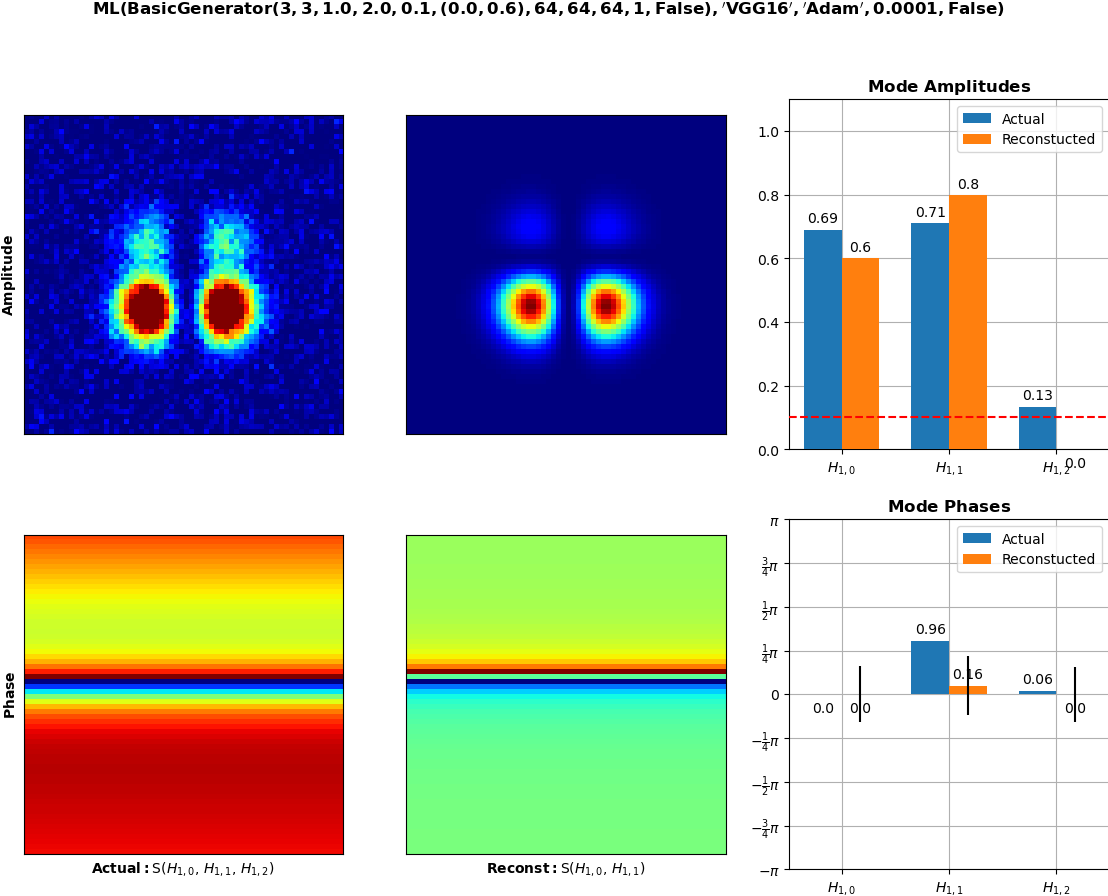 ML(BasicGenerator(3, 3, 1.0, 2.0, 0.1, (0.0, 0.6), 64, 64, 64, 1, False), ′VGG16′, ′Adam′, 0.0001, False)
Amplitude
Mode Amplitudes
Actual
Reconstucted
1.0
0.8
0.6
0.4
0.2
0.0
0.69
0.6
0.71
0.8
0.13
0.0
H1,0
H1,1
H1,2
Phase
Actual: S(H1,0, H1,1, H1,2)
Reconst: S(H1,0, H1,1)
Mode Phases
Actual
Reconstucted
π
3/4π
1/2π
1/4π
0
−1/4π
−1/2π
−3/4π
−π
0.0
0.0
0.96
0.16
0.06
0.0
H1,0
H1,1
H1,2